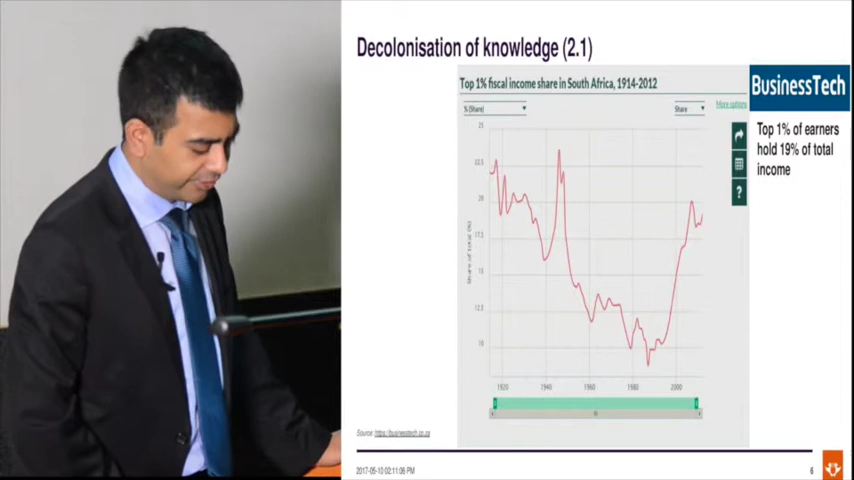 Decolonisation of knowledge (2.1)
Top 1% fiscal income share in South Africa, 1914-2012
BusinessTech
% (Share)
Share
More options
Top 1% of earners
hold 19% of total
income
?
Share of total (%)
25
22.5
20
17.5
15
12.5
10
1920
1940
1960
1980
2000
Source: https://businesstech.co.za
2017-05-10 02:11:06 PM
6